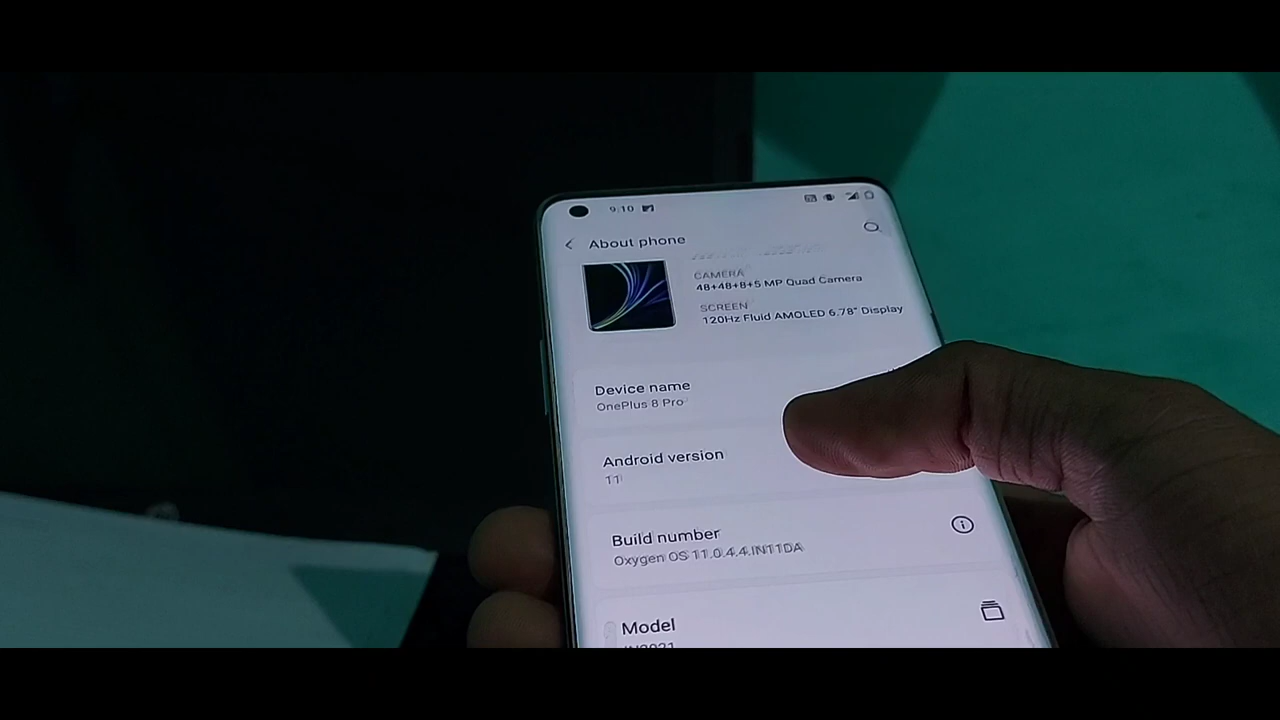 9:10
About phone
CAMERA
48+48+8+5 MP Quad Camera
SCREEN
120Hz Fluid AMOLED 6.78" Display
Device name
OnePlus 8 Pro
Android version
11
Build number
Oxygen OS 11.0.4.4.IN11DA
Model